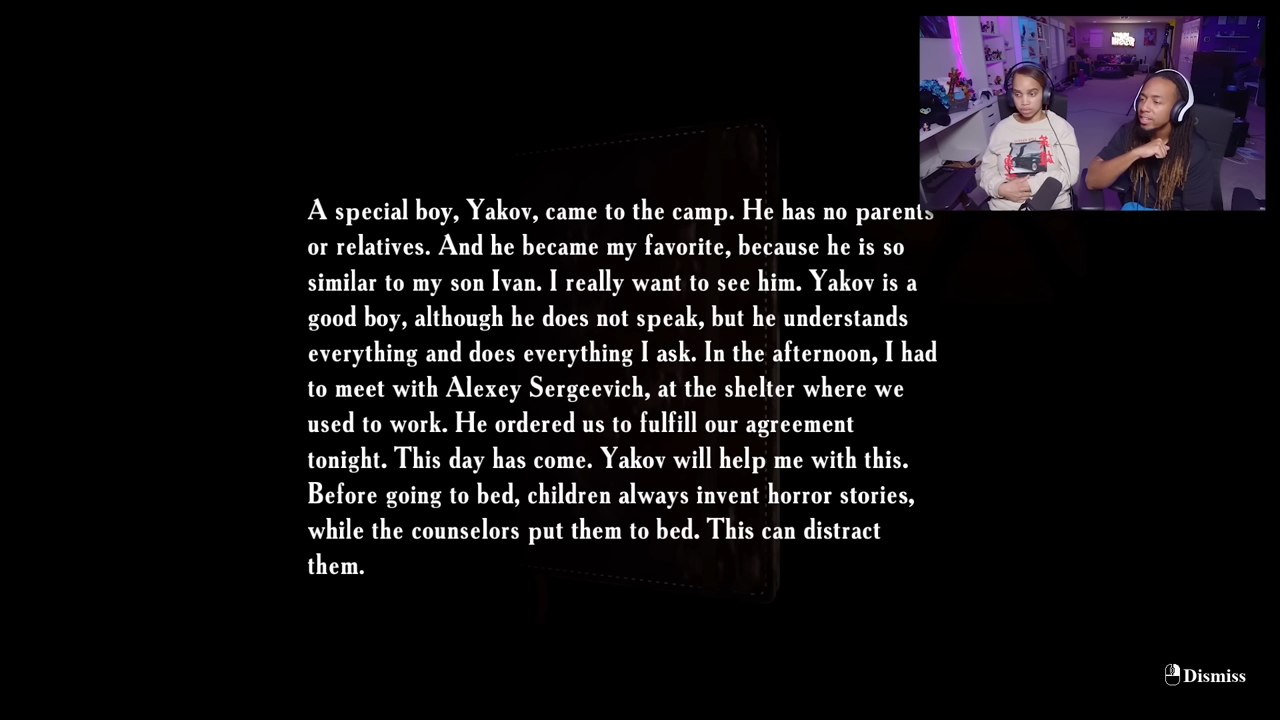 A special boy, Yakov, came to the camp. He has no parents
or relatives. And he became my favorite, because he is so
similar to my son Ivan. I really want to see him. Yakov is a
good boy, although he does not speak, but he understands
everything and does everything I ask. In the afternoon, I had
to meet with Alexey Sergeevich, at the shelter where we
used to work. He ordered us to fulfill our agreement
tonight. This day has come. Yakov will help me with this.
Before going to bed, children always invent horror stories,
while the counselors put them to bed. This can distract
them.
Dismiss